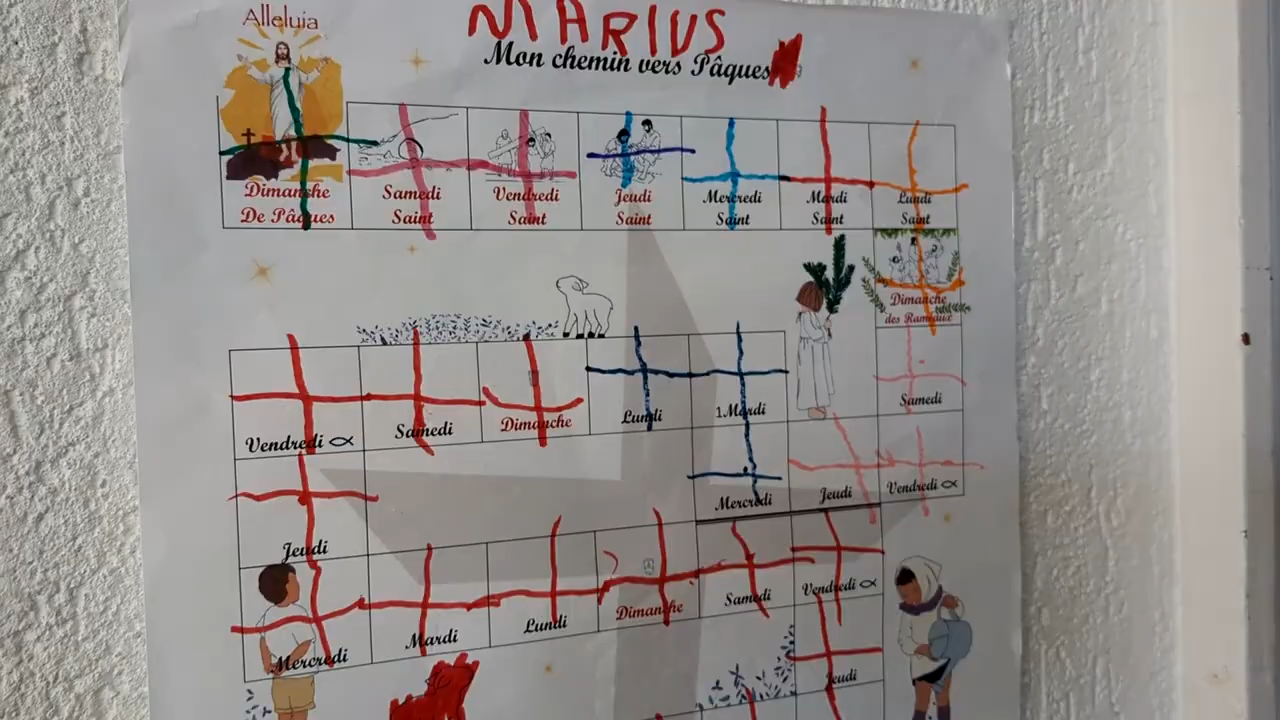 Alleluia
MARIUS
Mon chemin vers Pâques
Dimanche De Pâques
Samedi Saint
Vendredi Saint
Jeudi Saint
Mercredi Saint
Mardi Saint
Lundi Saint
Dimanche des Rameaux
Samedi
Vendredi
Samedi
Dimanche
Lundi
1Mardi
Mercredi
Jeudi
Vendredi
Jeudi
Mercredi
Mardi
Lundi
Dimanche
Samedi
Vendredi
Jeudi